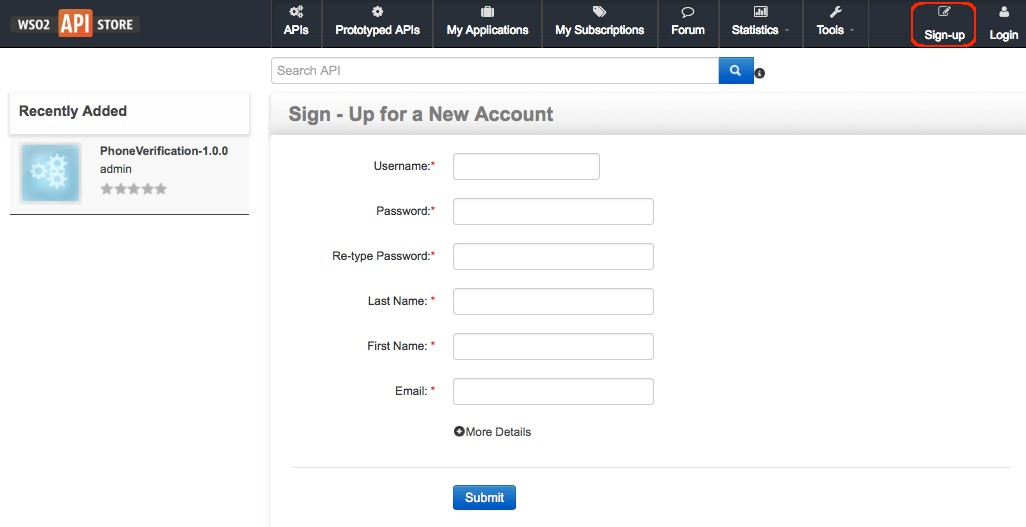 WSO2 API STORE
APIs
Prototyped APIs
My Applications
My Subscriptions
Forum
Statistics
Tools
Sign-up
Login
Search API
Recently Added
PhoneVerification-1.0.0
admin
Sign - Up for a New Account
Username:*
Password:*
Re-type Password:*
Last Name: *
First Name: *
Email: *
More Details
Submit